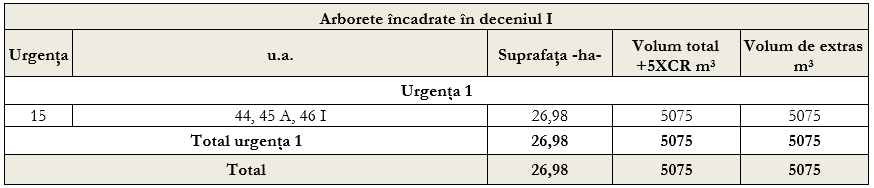 Arborete încadrate în deceniul I
Urgența u.a. Suprafața -ha- Volum total +5XCR m³ Volum de extras m³
Urgența 1
15 44, 45 A, 46 I 26,98 5075 5075
Total urgența 1 26,98 5075 5075
Total 26,98 5075 5075